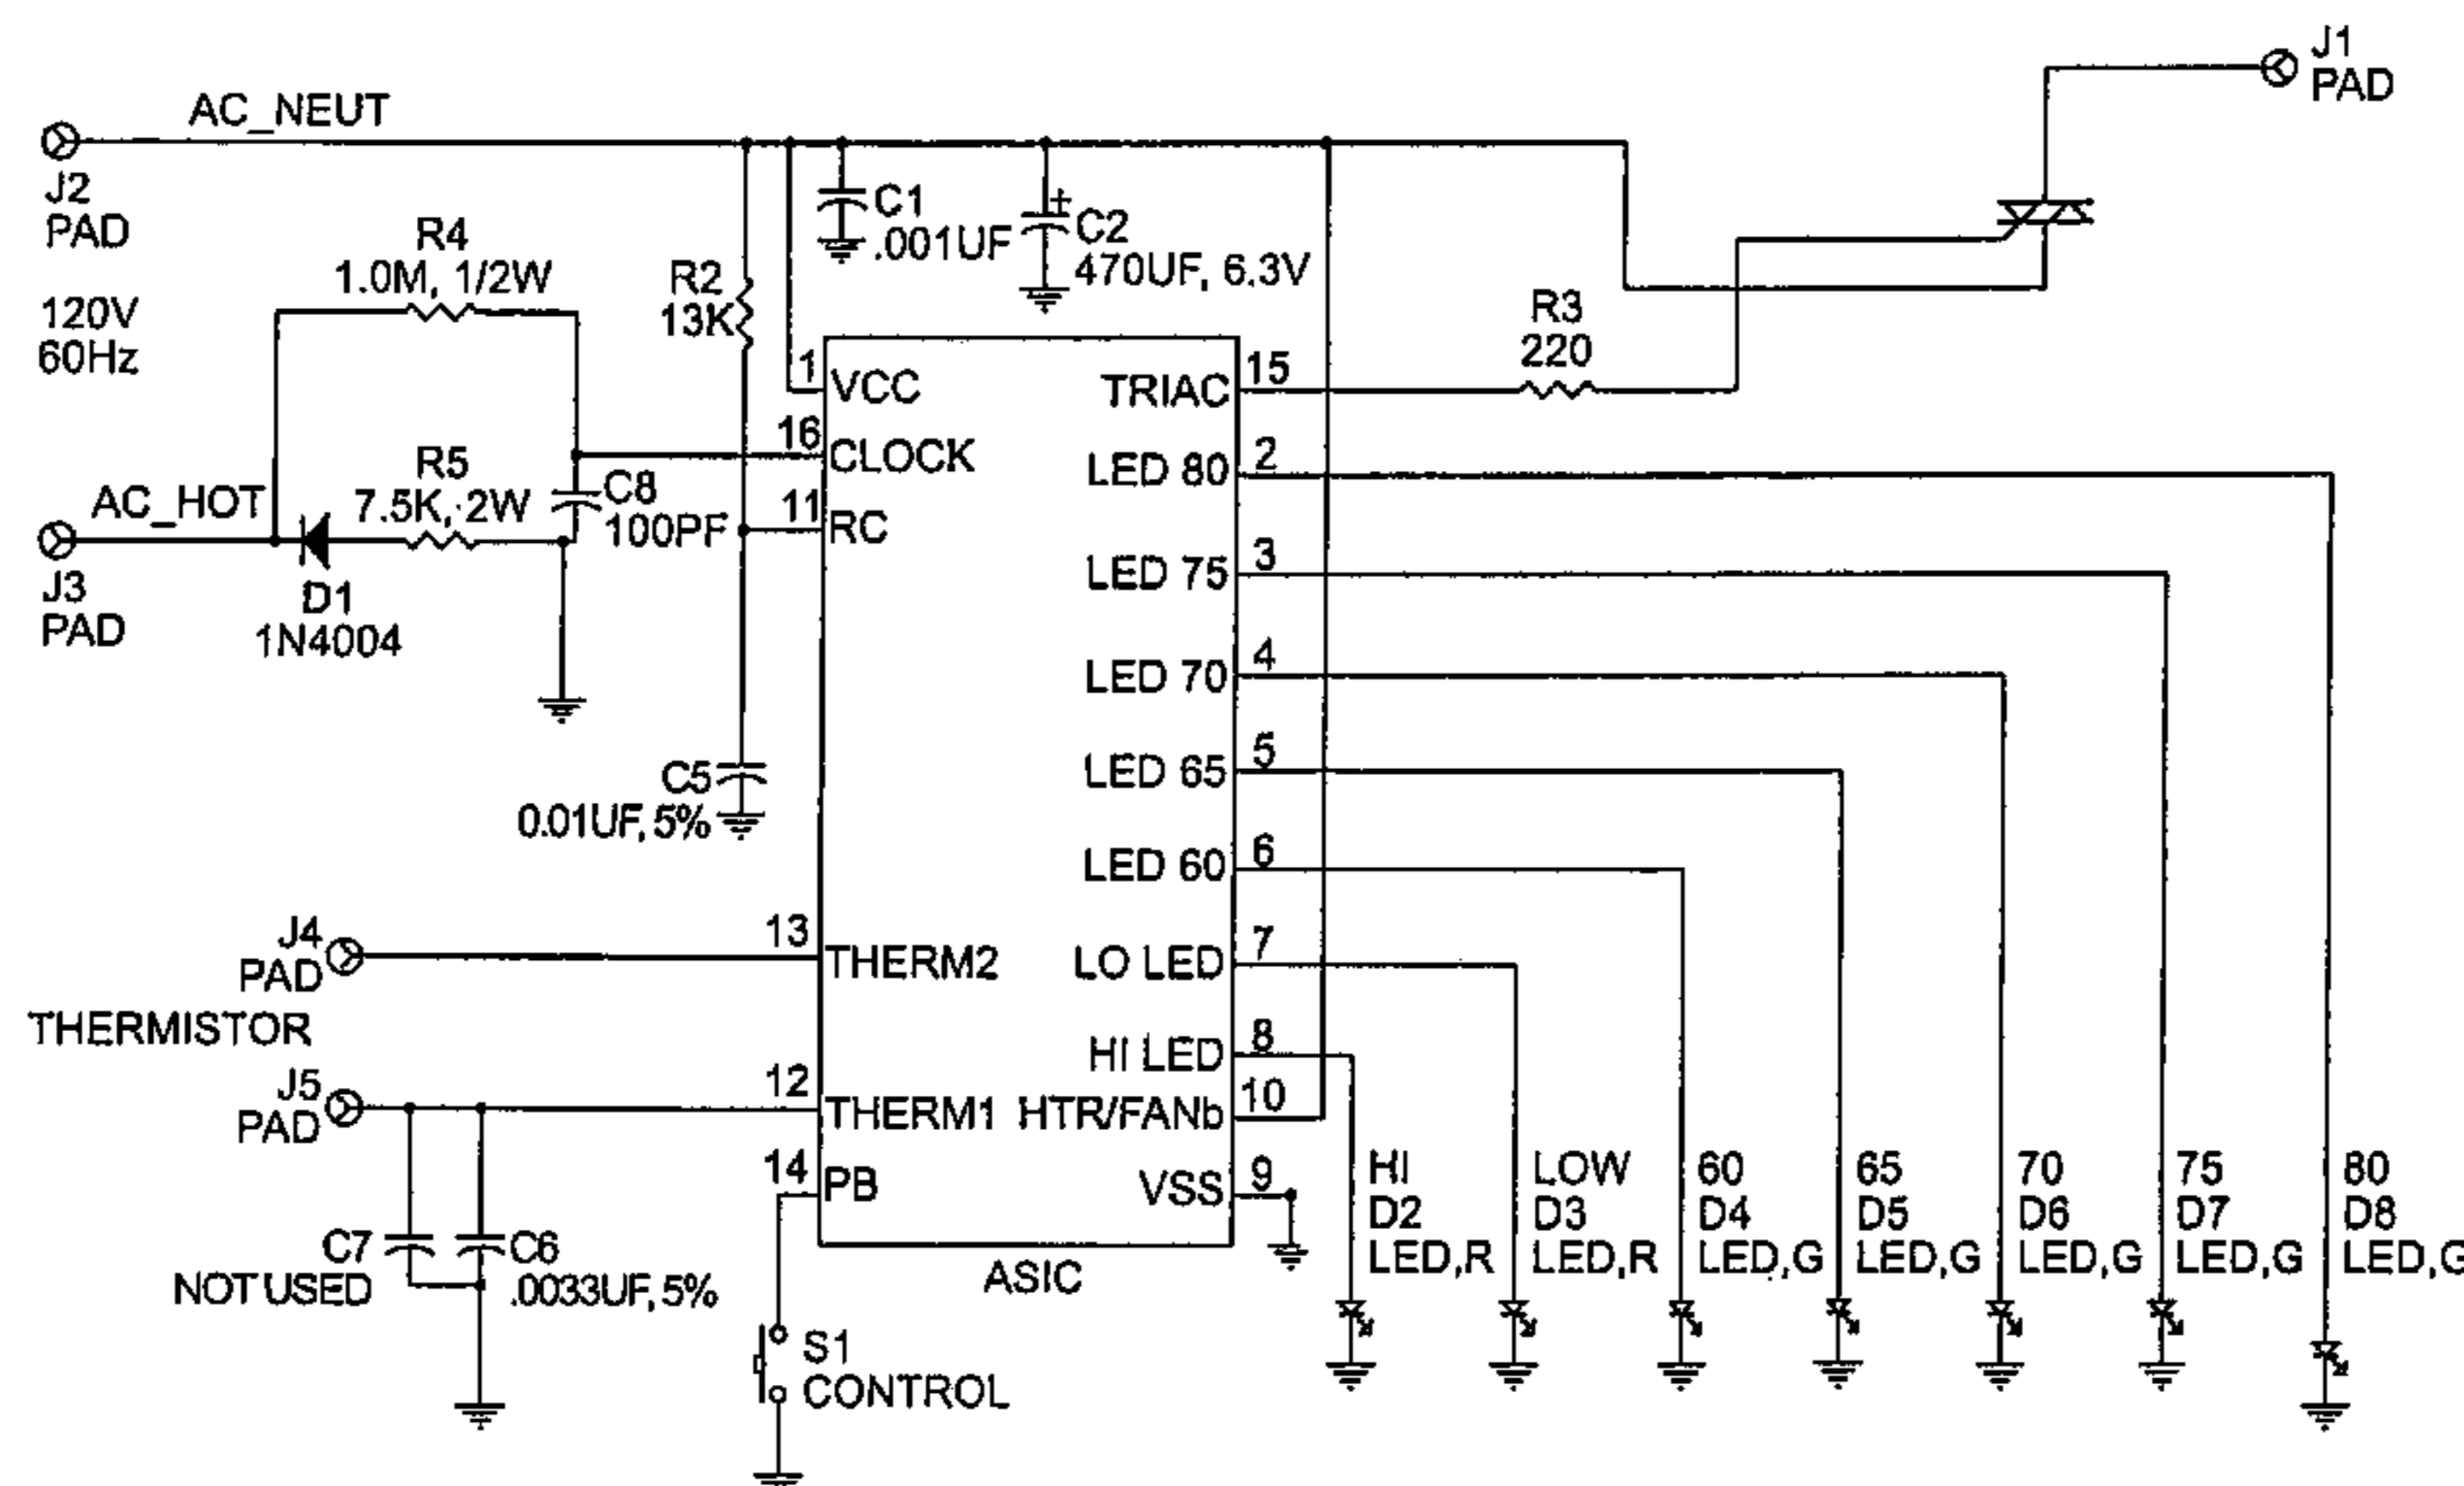 J1
PAD
AC_NEUT
J2
PAD
120V
60Hz
R4
1.0M, 1/2W
R2
13K
C1
.001UF
C2
470UF, 6.3V
R3
220
1
VCC
16
CLOCK
11
RC
AC_HOT
J3
PAD
R5
7.5K, 2W
C8
100PF
D1
1N4004
C5
0.01UF, 5%
TRIAC
15
LED 80
2
LED 75
3
LED 70
4
LED 65
5
LED 60
6
LO LED
7
HI LED
8
HTR/FANb
10
VSS
9
J4
PAD
13
THERM2
THERMISTOR
J5
PAD
12
THERM1
14
PB
C7
NOT USED
C6
.0033UF, 5%
ASIC
S1
CONTROL
HI
D2
LED,R
LOW
D3
LED,R
60
D4
LED,G
65
D5
LED,G
70
D6
LED,G
75
D7
LED,G
80
D8
LED,G